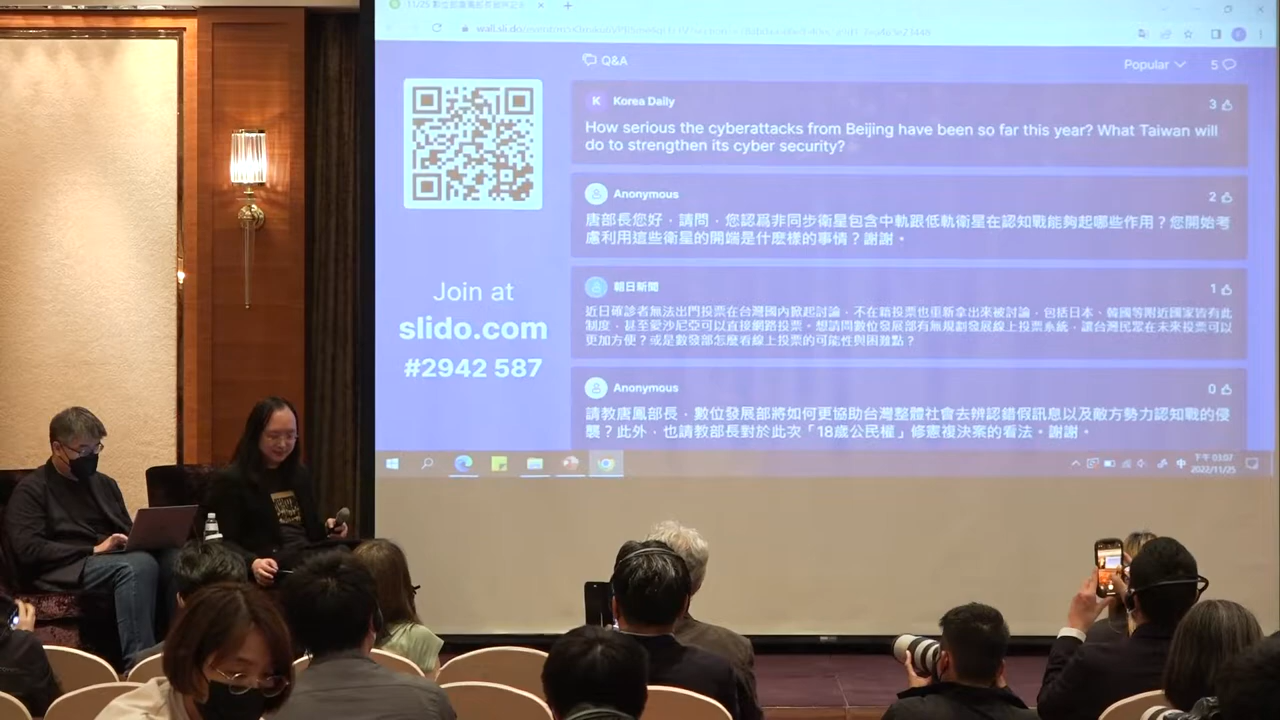 11/25 數位部
Q&A
Popular
5
K Korea Daily
3
How serious the cyberattacks from Beijing have been so far this year? What Taiwan will
do to strengthen its cyber security?
Anonymous
2
唐部長您好，請問，您認爲非同步衛星包含中軌跟低軌衛星在認知戰能夠起哪些作用？您開始考
慮利用這些衛星的開端是什麼樣的事情？謝謝。
朝日新聞
1
近日確診者無法出門投票在台灣國內掀起討論，不在籍投票也重新拿出來被討論，包括日本、韓國等附近國家皆有此
制度，甚至愛沙尼亞可以直接網路投票。想請問數位發展部有無規劃發展線上投票系統，讓台灣民眾在未來投票可以
更加方便？或是數發部怎麼看線上投票的可能性與困難點？
Anonymous
0
請教唐鳳部長，數位發展部將如何更協助台灣整體社會去辨認錯假訊息以及敵方勢力認知戰的侵
襲？此外，也請教部長對於此次「18歲公民權」修憲複決案的看法。謝謝。
Join at
slido.com
#2942 587
中
下午 03:07
2022/11/25